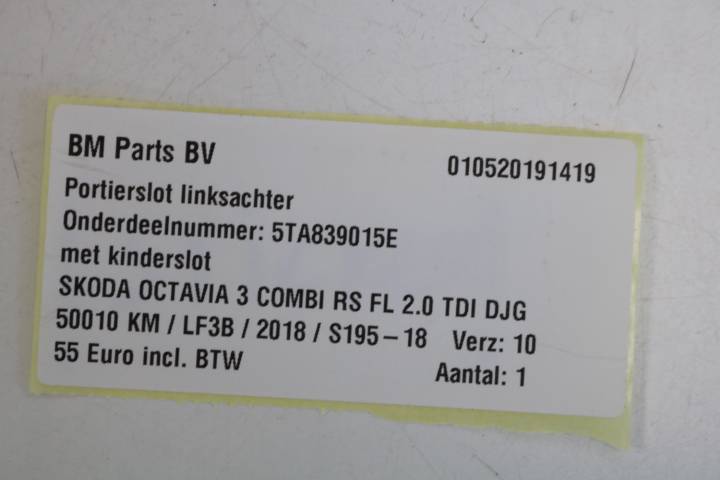 BM Parts BV 010520191419
Portierslot linksachter
Onderdeelnummer: 5TA839015E
met kinderslot
SKODA OCTAVIA 3 COMBI RS FL 2.0 TDI DJG
50010 KM / LF3B / 2018 / S195-18 Verz: 10
55 Euro incl. BTW Aantal: 1